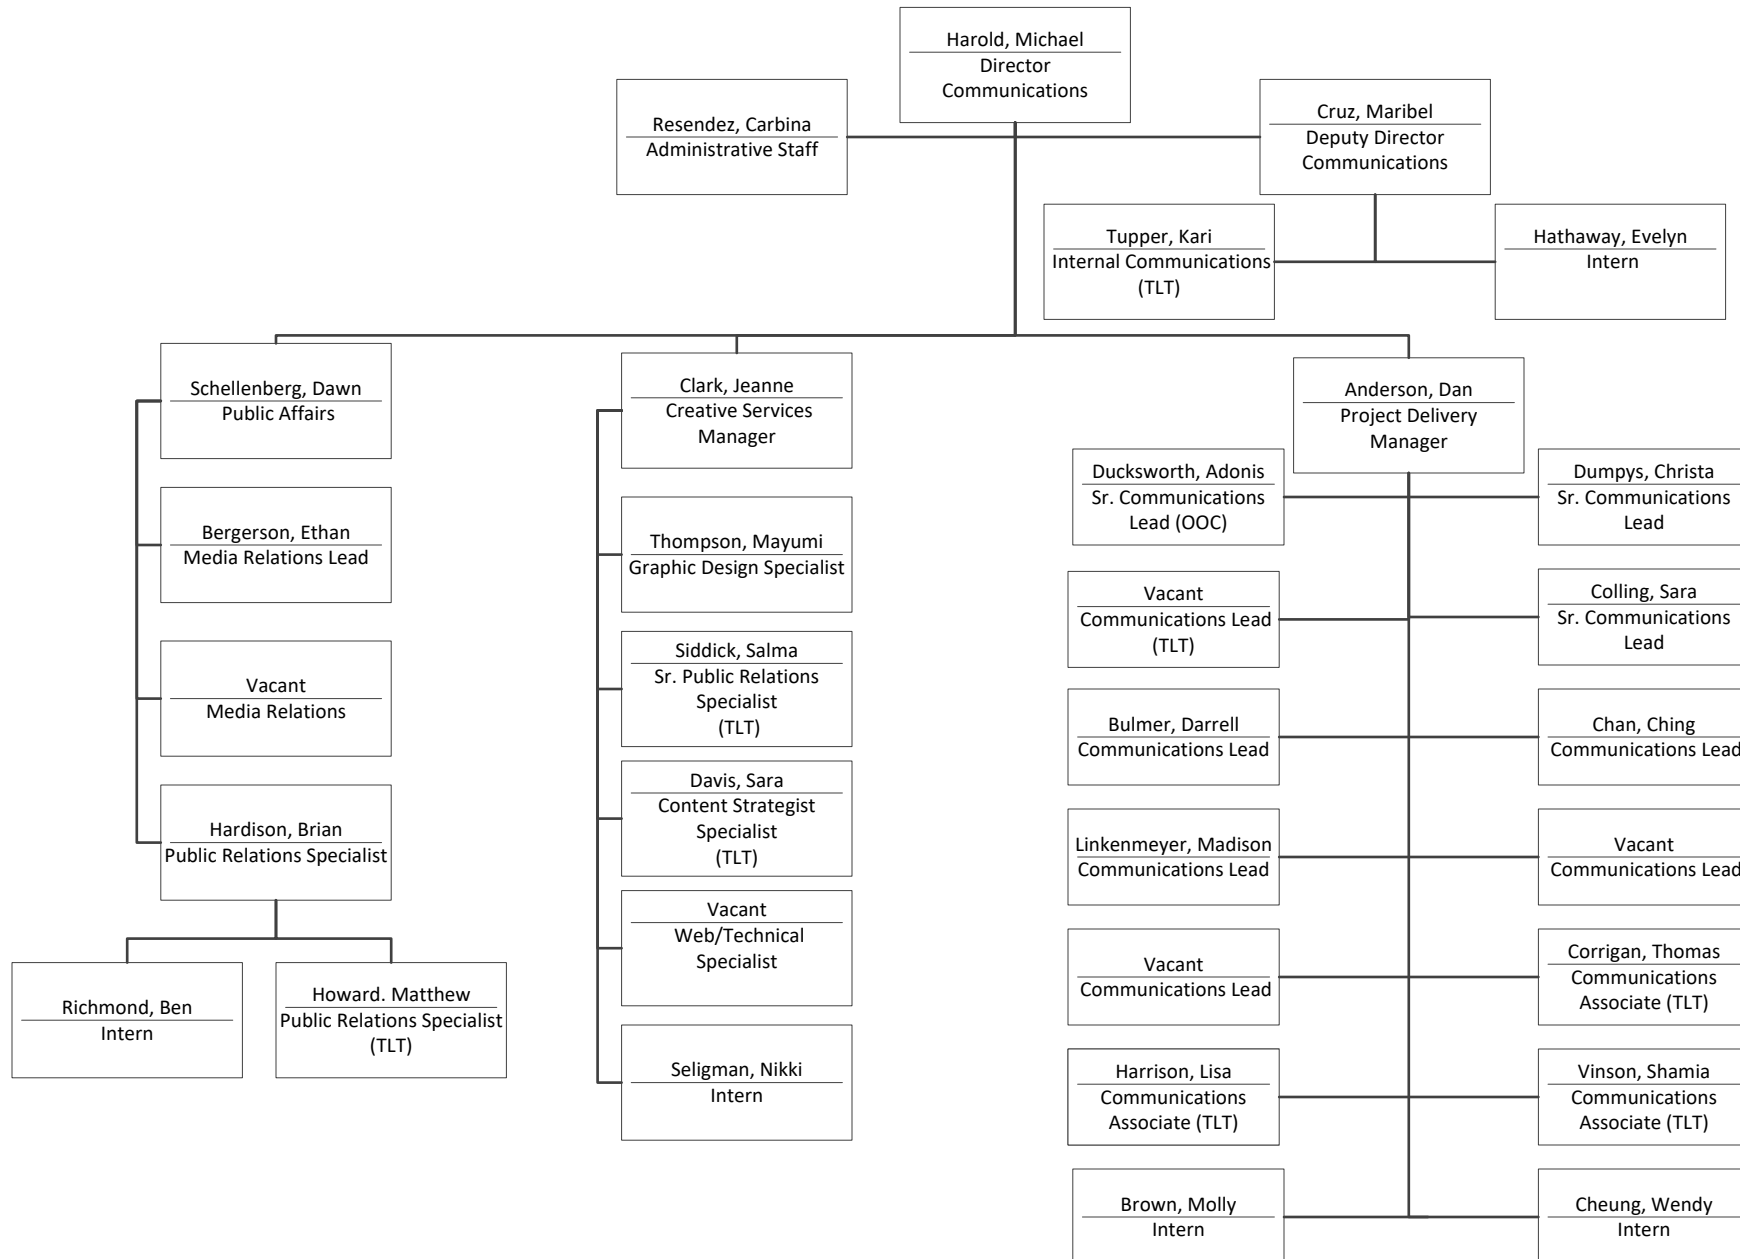 Harold, Michael
Director
Communications
Resendez, Carbina
Administrative Staff
Cruz, Maribel
Deputy Director
Communications
Tupper, Kari
Internal Communications
(TLT)
Hathaway, Evelyn
Intern
Schellenberg, Dawn
Public Affairs
Bergerson, Ethan
Media Relations Lead
Vacant
Media Relations
Hardison, Brian
Public Relations Specialist
Richmond, Ben
Intern
Howard. Matthew
Public Relations Specialist
(TLT)
Clark, Jeanne
Creative Services
Manager
Thompson, Mayumi
Graphic Design Specialist
Siddick, Salma
Sr. Public Relations
Specialist
(TLT)
Davis, Sara
Content Strategist
Specialist
(TLT)
Vacant
Web/Technical
Specialist
Seligman, Nikki
Intern
Anderson, Dan
Project Delivery
Manager
Ducksworth, Adonis
Sr. Communications
Lead (OOC)
Dumpys, Christa
Sr. Communications
Lead
Vacant
Communications Lead
(TLT)
Colling, Sara
Sr. Communications
Lead
Bulmer, Darrell
Communications Lead
Chan, Ching
Communications Lead
Linkenmeyer, Madison
Communications Lead
Vacant
Communications Lead
Vacant
Communications Lead
Corrigan, Thomas
Communications
Associate (TLT)
Harrison, Lisa
Communications
Associate (TLT)
Vinson, Shamia
Communications
Associate (TLT)
Brown, Molly
Intern
Cheung, Wendy
Intern